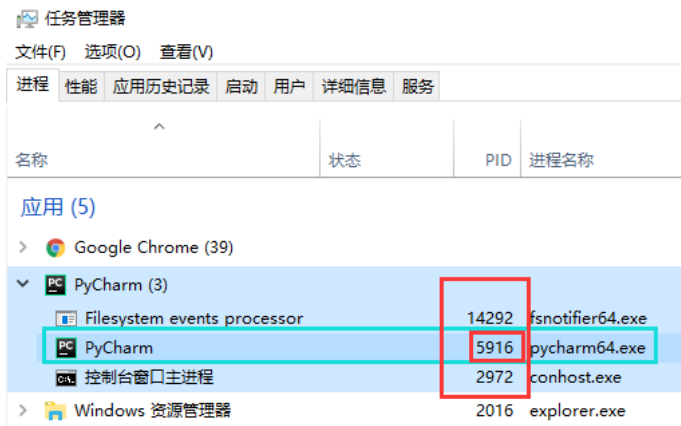 任务管理器
文件(F) 选项(O) 查看(V)
进程 性能 应用历史记录 启动 用户 详细信息 服务
名称 状态 PID 进程名称
应用 (5)
Google Chrome (39)
PC PyCharm (3)
Filesystem events processor 14292 fsnotifier64.exe
PC PyCharm 5916 pycharm64.exe
C:\. 控制台窗口主进程 2972 conhost.exe
Windows 资源管理器 2016 explorer.exe